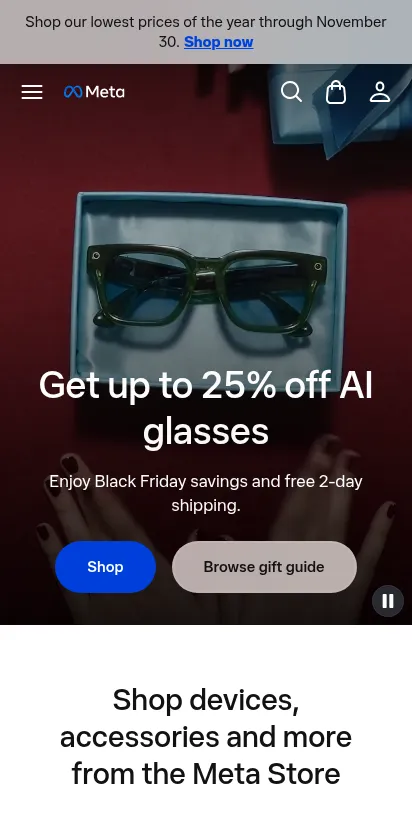 Shop our lowest prices of the year through November
30. Shop now
Meta
Get up to 25% off AI
glasses
Enjoy Black Friday savings and free 2-day
shipping.
Shop
Browse gift guide
Shop devices,
accessories and more
from the Meta Store